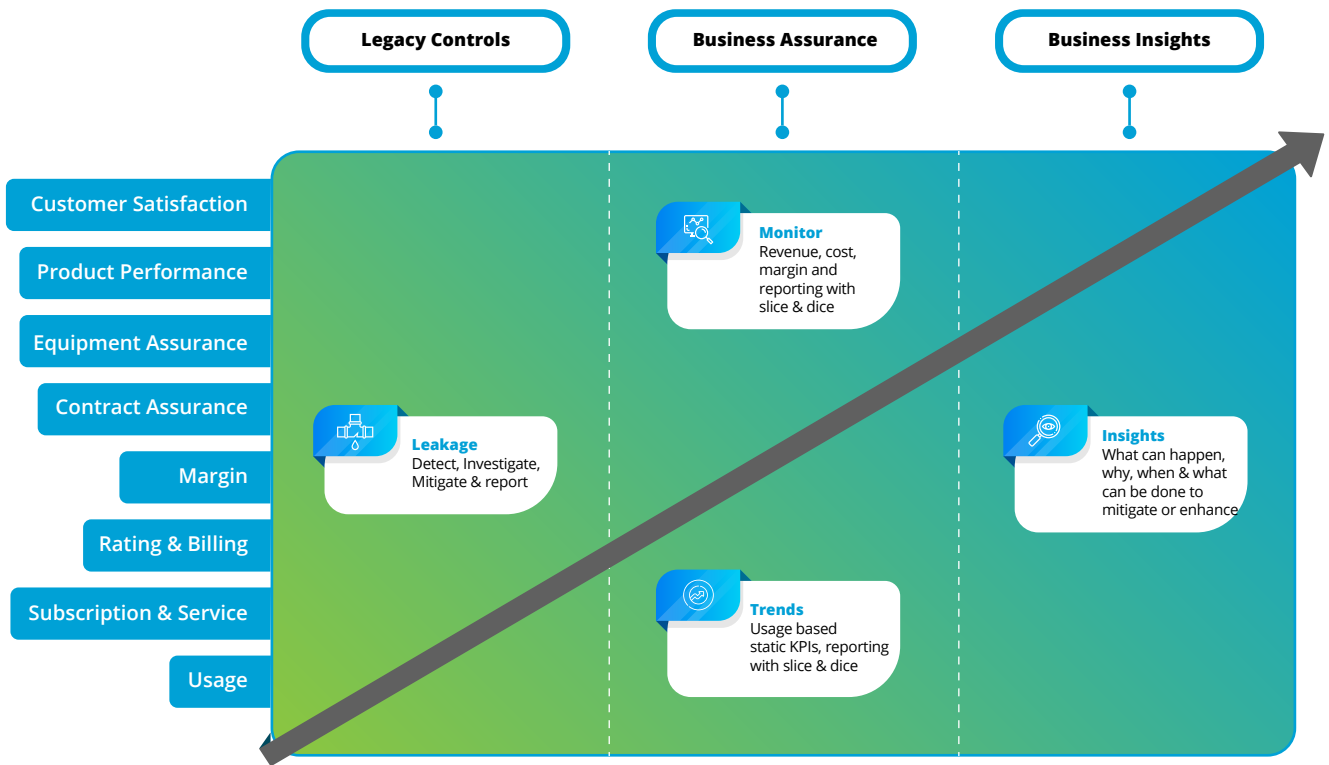 Legacy Controls
Business Assurance
Business Insights
Customer Satisfaction
Product Performance
Equipment Assurance
Contract Assurance
Margin
Rating & Billing
Subscription & Service
Usage
Leakage
Detect, Investigate,
Mitigate & report
Monitor
Revenue, cost,
margin and
reporting with
slice & dice
Trends
Usage based
static KPIs, reporting
with slice & dice
Insights
What can happen,
why, when & what
can be done to
mitigate or enhance